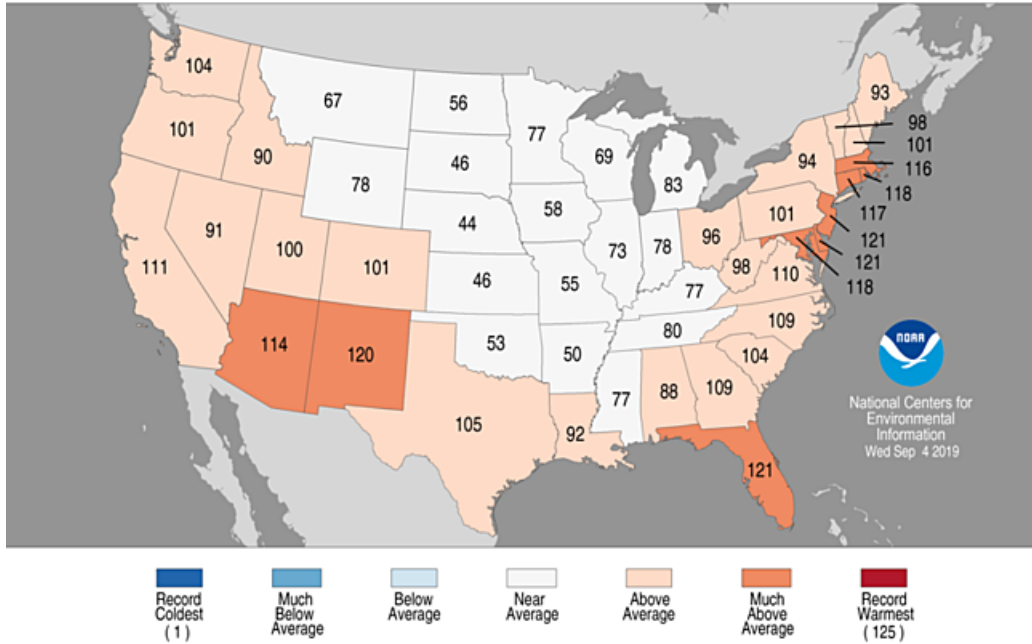 104
67
56
77
93
98
101
101
116
90
46
69
94
118
78
83
117
44
58
101
121
91
96
121
100
73
78
98
118
111
101
46
55
110
77
109
114
120
53
50
80
104
NOAA
105
77
88
109
92
121
National Centers for
Environmental
Information
Wed Sep 4 2019
Record
Coldest
(1)
Much
Below
Average
Below
Average
Near
Average
Above
Average
Much
Above
Average
Record
Warmest
(125)